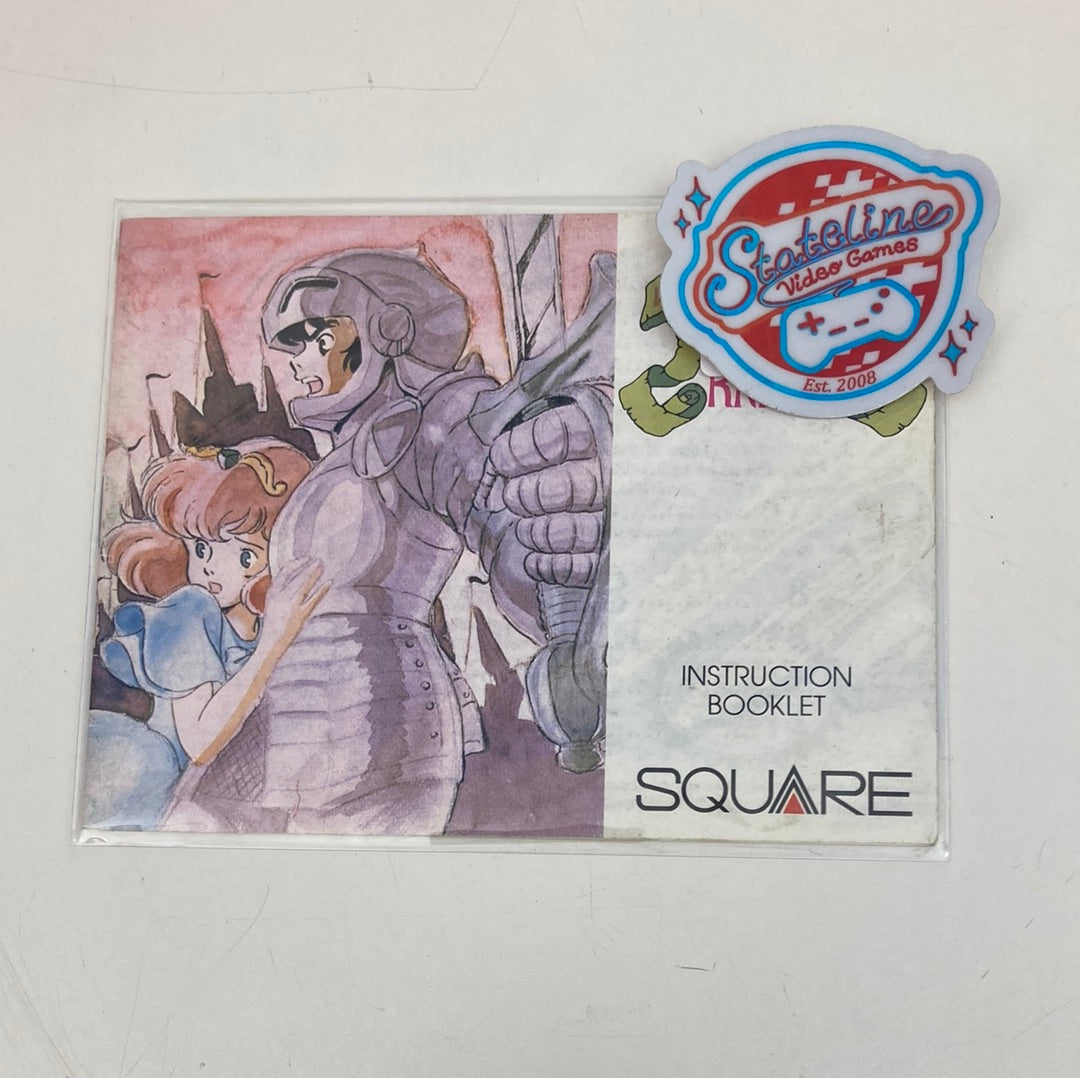 Stateline
Video Games
Est. 2008
INSTRUCTION
BOOKLET
SQUARE